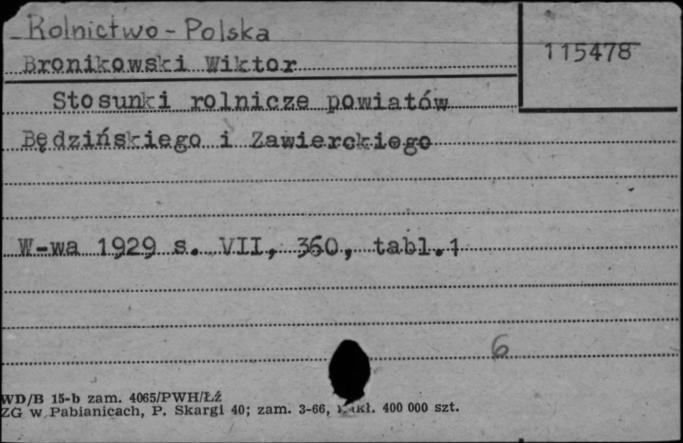 Rolnictwo - Polska
115478
Bronikowski Wiktor
Stosunki rolnicze powiatów
Będzińskiego i Zawierckiego
W-wa 1929 s. VII, 360, tabl.1
6
WD/B 15-b zam. 4065/PWH/Łź
ZG w Pabianicach, P. Skargi 40; zam. 3-66, nakł. 400 000 szt.